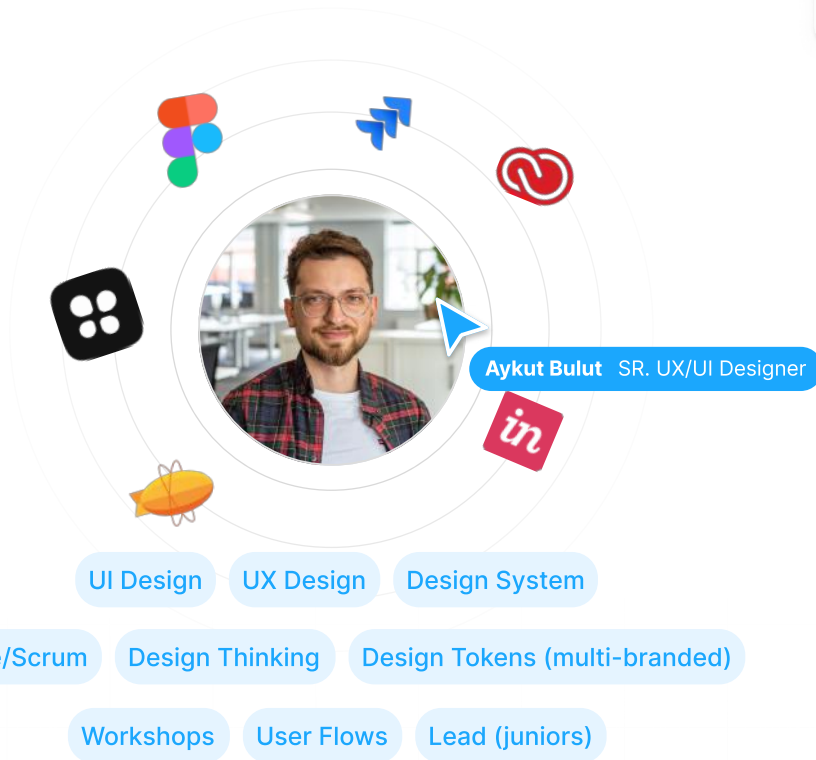 in
Aykut Bulut SR. UX/UI Designer
UI Design UX Design Design System
/Scrum Design Thinking Design Tokens (multi-branded)
Workshops User Flows Lead (juniors)